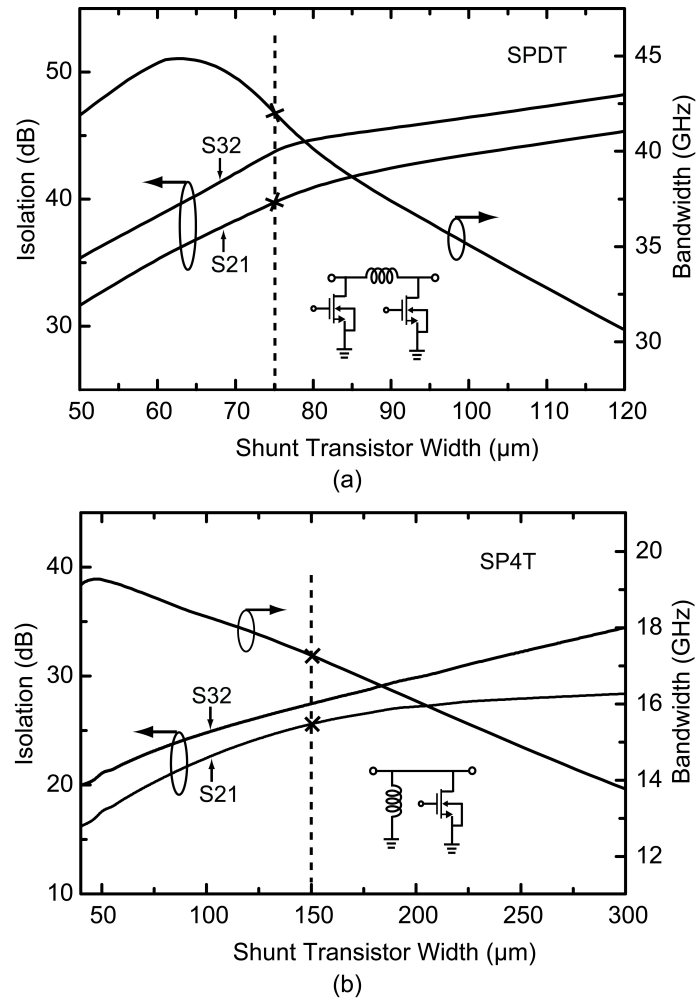 SPDT
50
40
30
Isolation (dB)
45
40
35
30
Bandwidth (GHz)
S32
S21
50 60 70 80 90 100 110 120
Shunt Transistor Width (µm)
(a)
SP4T
40
30
20
10
Isolation (dB)
20
18
16
14
12
Bandwidth (GHz)
S32
S21
50 100 150 200 250 300
Shunt Transistor Width (µm)
(b)